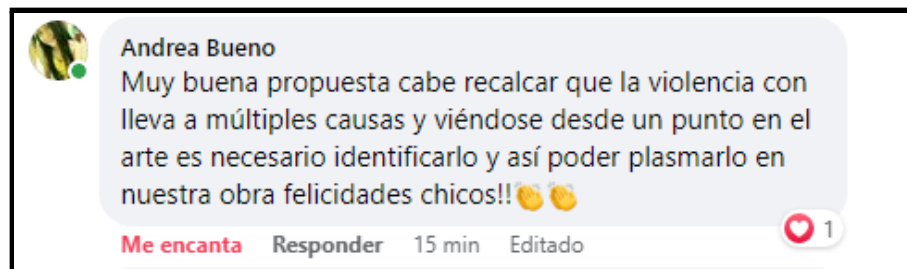 Andrea Bueno
Muy buena propuesta cabe recalcar que la violencia con
lleva a múltiples causas y viéndose desde un punto en el
arte es necesario identificarlo y así poder plasmarlo en
nuestra obra felicidades chicos!!👏👏
1
Me encanta Responder 15 min Editado